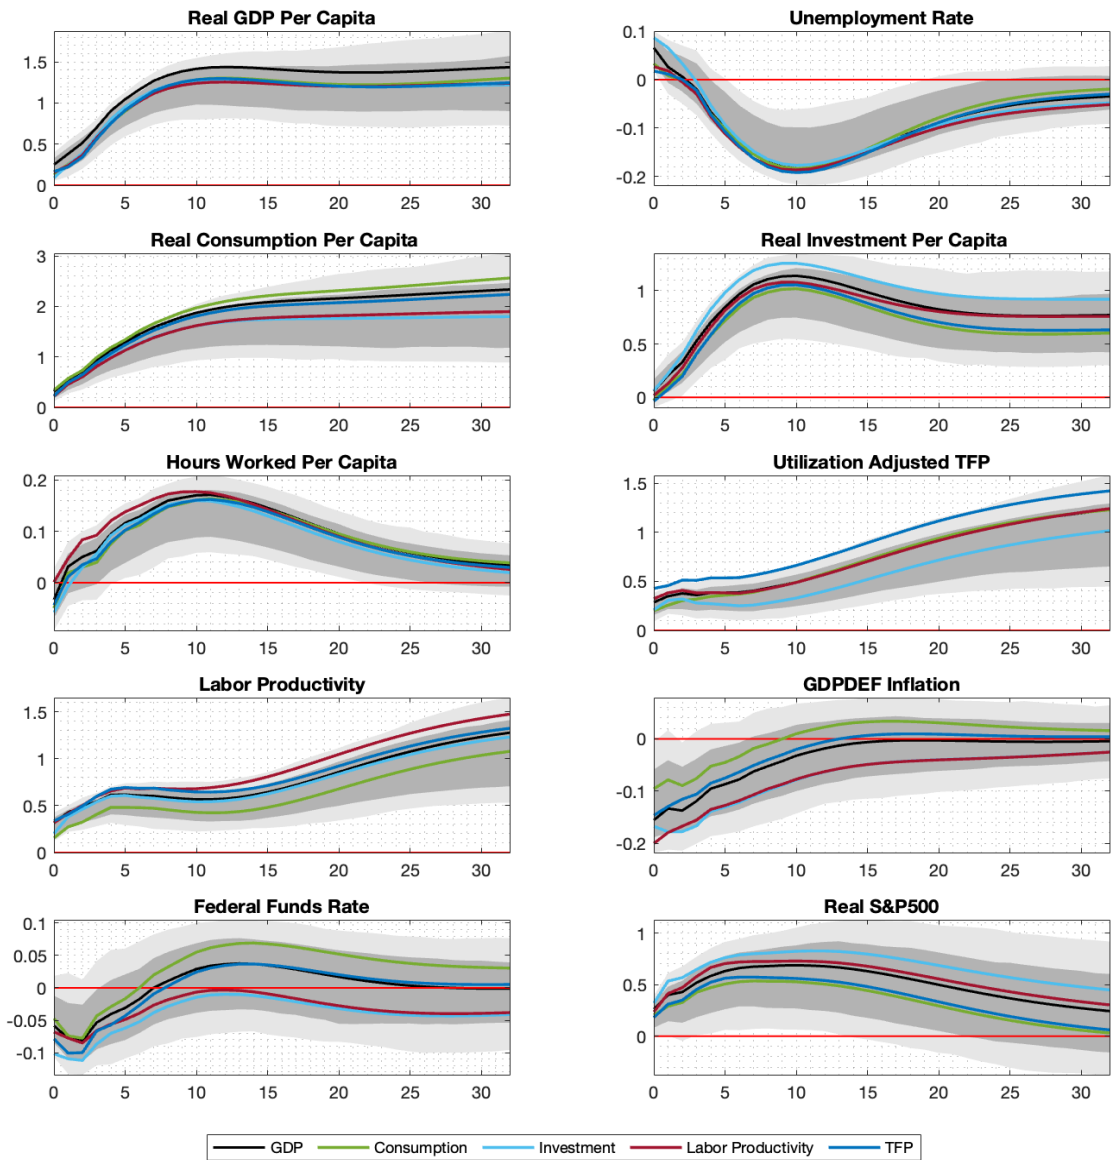 Real GDP Per Capita
1.5
1
0.5
0
0 5 10 15 20 25 30
Unemployment Rate
0.1
0
-0.1
-0.2
0 5 10 15 20 25 30
Real Consumption Per Capita
3
2
1
0
0 5 10 15 20 25 30
Real Investment Per Capita
1
0.5
0
0 5 10 15 20 25 30
Hours Worked Per Capita
0.2
0.1
0
0 5 10 15 20 25 30
Utilization Adjusted TFP
1.5
1
0.5
0
0 5 10 15 20 25 30
Labor Productivity
1.5
1
0.5
0
0 5 10 15 20 25 30
GDPDEF Inflation
0
-0.1
-0.2
0 5 10 15 20 25 30
Federal Funds Rate
0.1
0.05
0
-0.05
-0.1
0 5 10 15 20 25 30
Real S&P500
1
0.5
0
0 5 10 15 20 25 30
GDP Consumption Investment Labor Productivity TFP